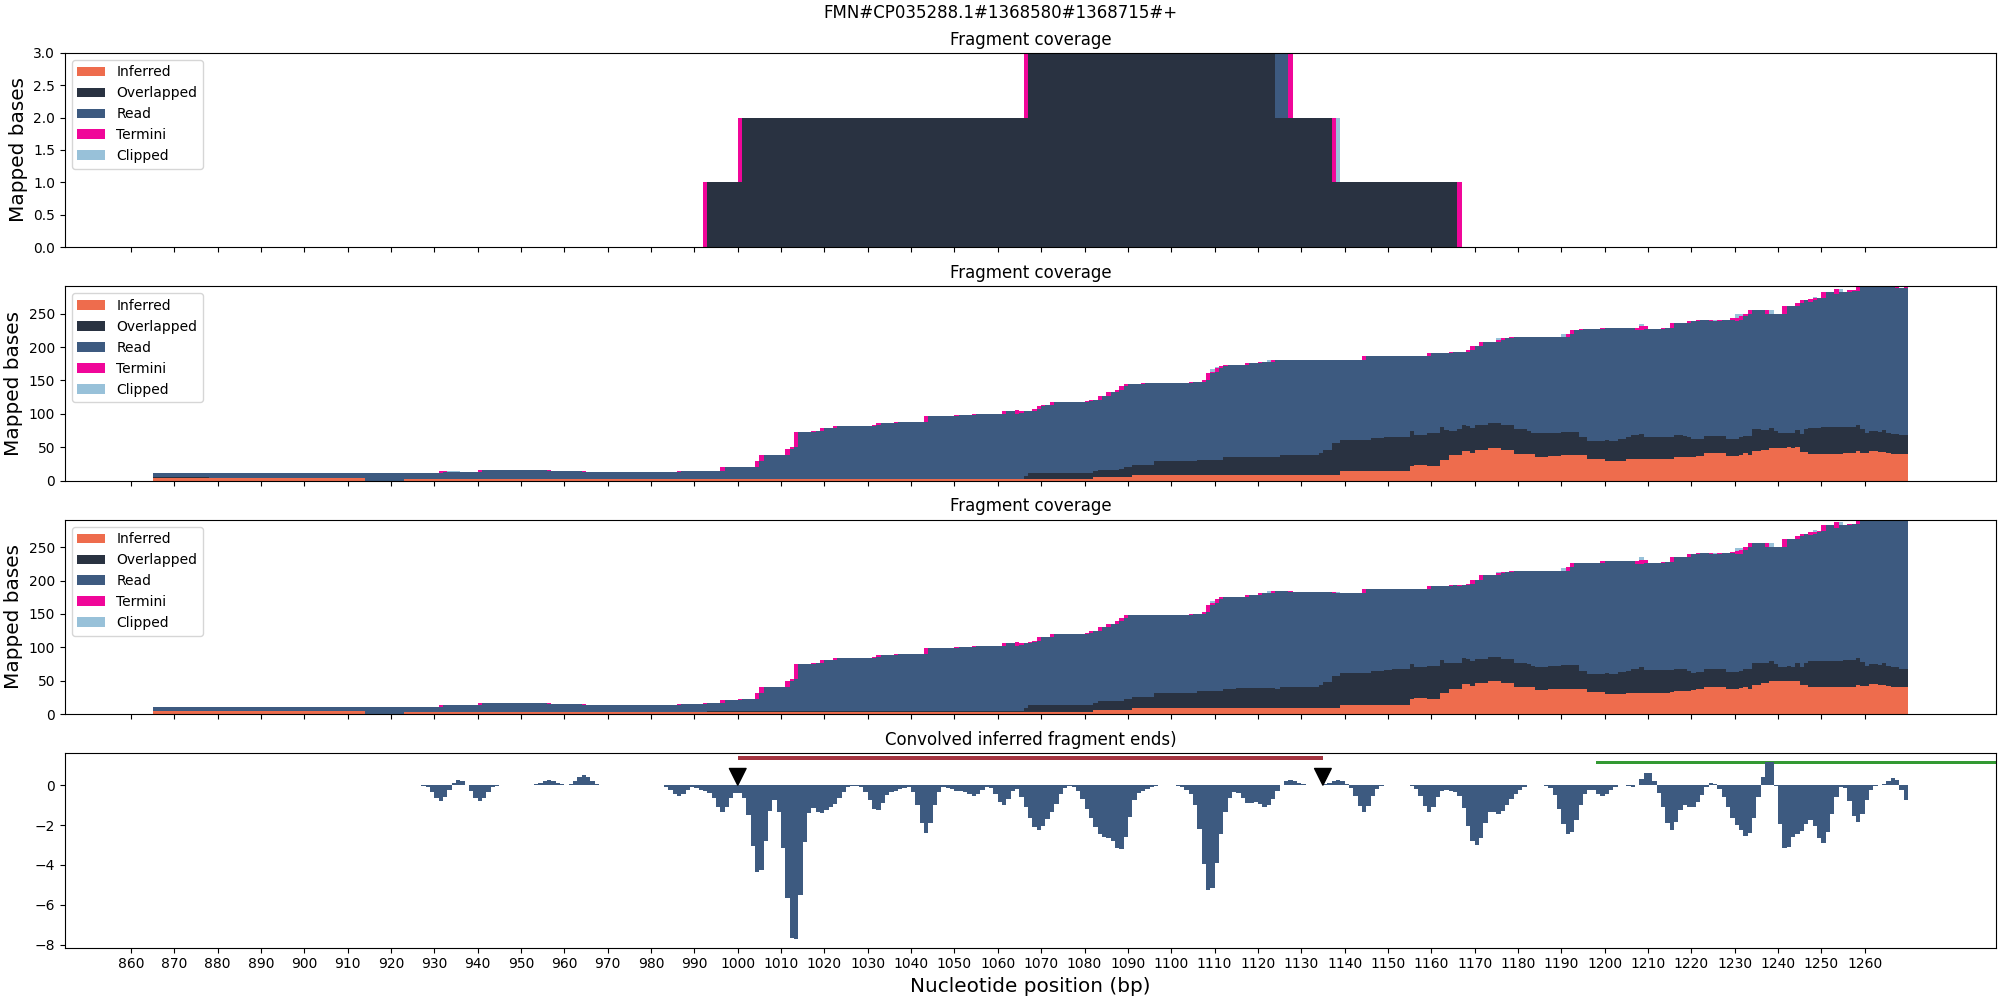 FMN#CP035288.1#1368580#1368715#+
Fragment coverage
Mapped bases
3.0
2.5
2.0
1.5
1.0
0.5
0.0
Inferred
Overlapped
Read
Termini
Clipped
Fragment coverage
Mapped bases
250
200
150
100
50
0
Inferred
Overlapped
Read
Termini
Clipped
Fragment coverage
Mapped bases
250
200
150
100
50
0
Inferred
Overlapped
Read
Termini
Clipped
Convolved inferred fragment ends)
0
−2
−4
−6
−8
860 870 880 890 900 910 920 930 940 950 960 970 980 990 1000 1010 1020 1030 1040 1050 1060 1070 1080 1090 1100 1110 1120 1130 1140 1150 1160 1170 1180 1190 1200 1210 1220 1230 1240 1250 1260
Nucleotide position (bp)